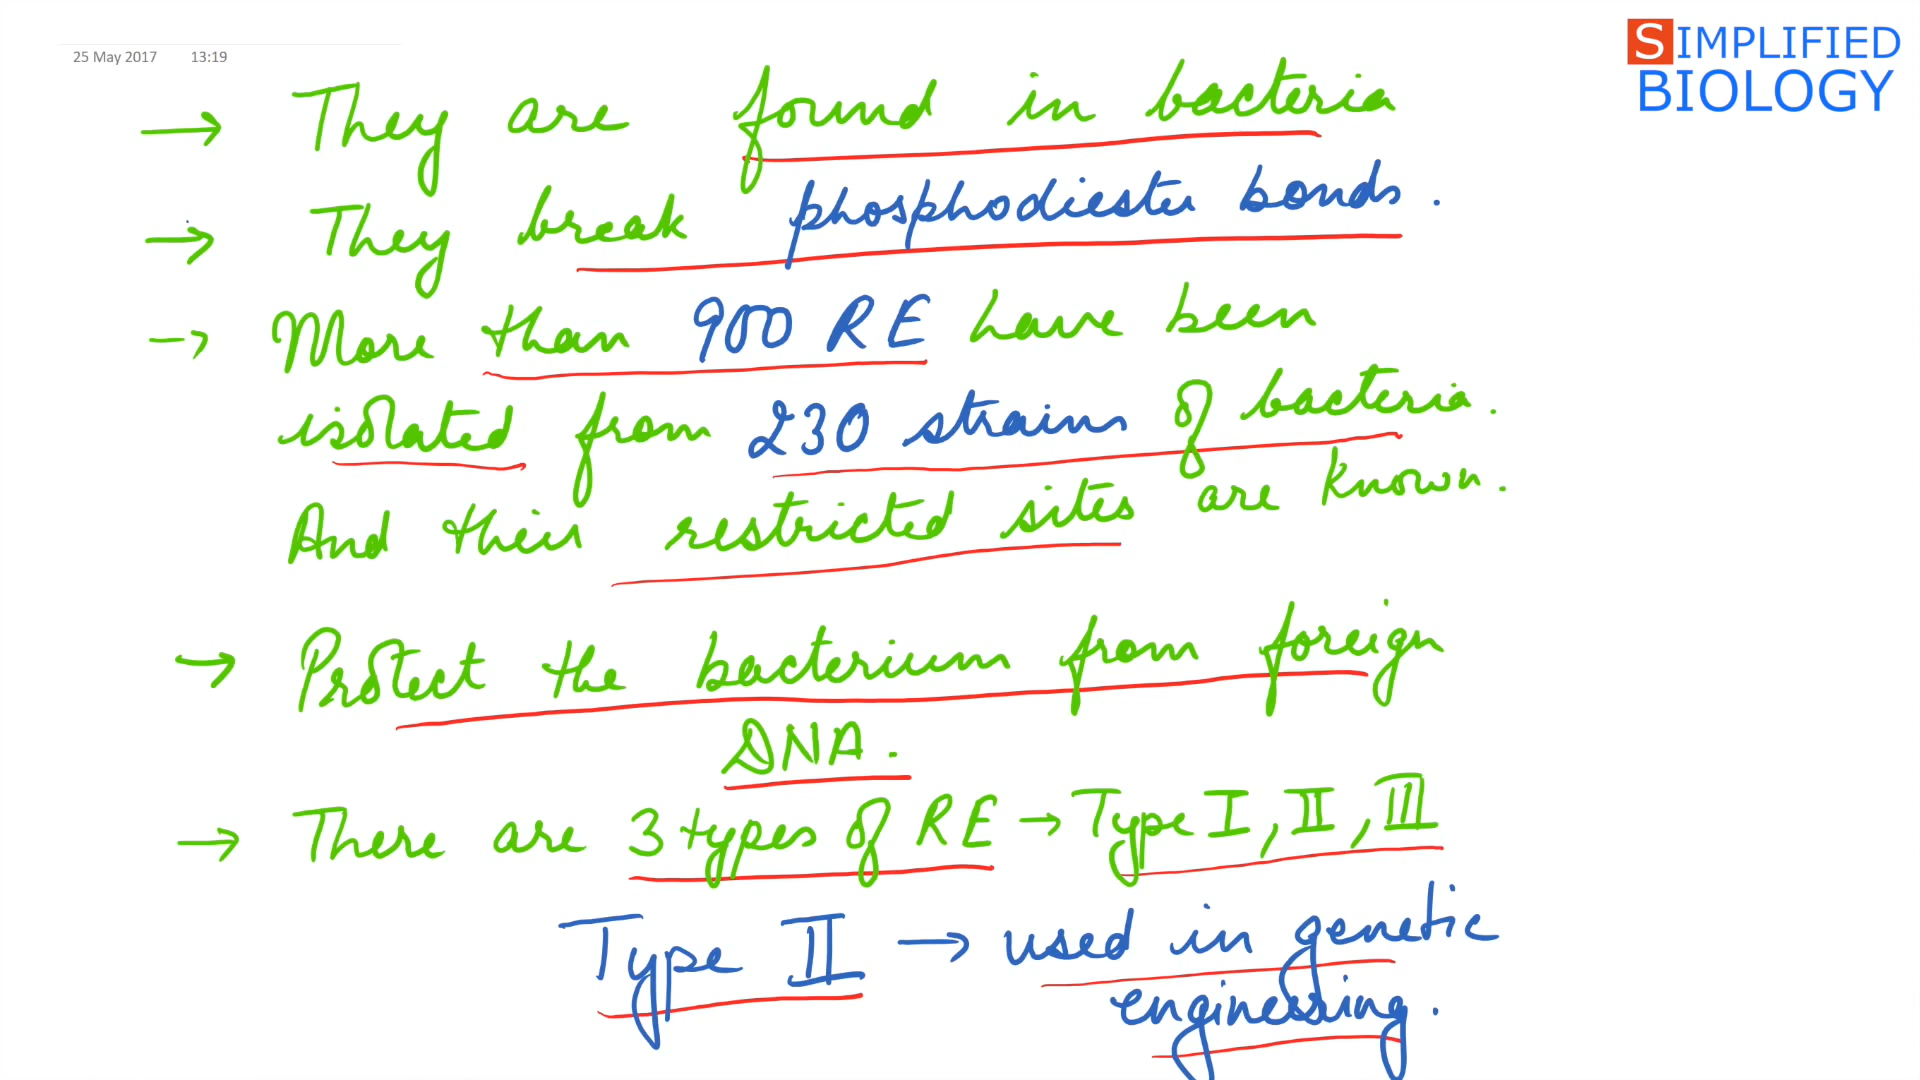 25 May 2017 13:19
SIMPLIFIED
BIOLOGY
→ They are found in bacteria
→ They break phosphodiester bonds.
→ More than 900 RE have been
isolated from 230 strains of bacteria.
And their restricted sites are known.
→ Protect the bacterium from foreign
DNA.
→ There are 3 types of RE → Type I, II, III
Type II → used in genetic
engineering.